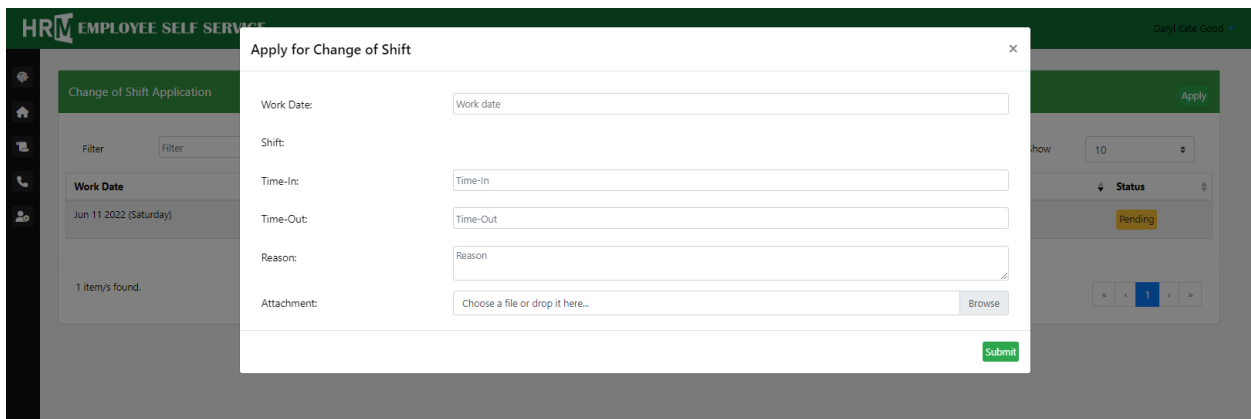 HRM EMPLOYEE SELF SERVICE
Daryl Kate Good
Apply for Change of Shift
×
Change of Shift Application
Apply
Work Date:
Work date
Shift:
Filter
Filter
Show
10
Time-In:
Time-In
Work Date
Status
Time-Out:
Time-Out
Jun 11 2022 (Saturday)
Pending
Reason:
Reason
1 item/s found.
« ‹ 1 › »
Attachment:
Choose a file or drop it here...
Browse
Submit